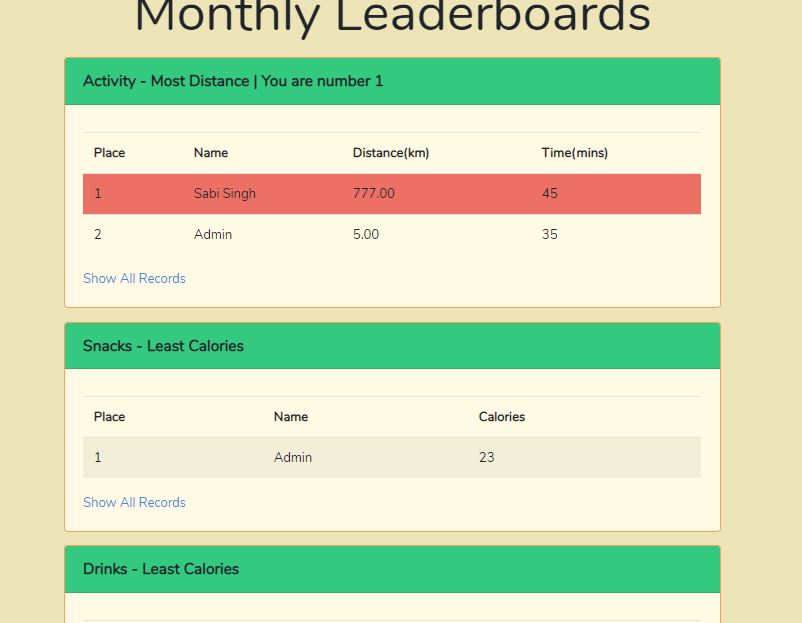 Monthly Leaderboards
Activity - Most Distance | You are number 1
Place Name Distance(km) Time(mins)
1 Sabi Singh 777.00 45
2 Admin 5.00 35
Show All Records
Snacks - Least Calories
Place Name Calories
1 Admin 23
Show All Records
Drinks - Least Calories